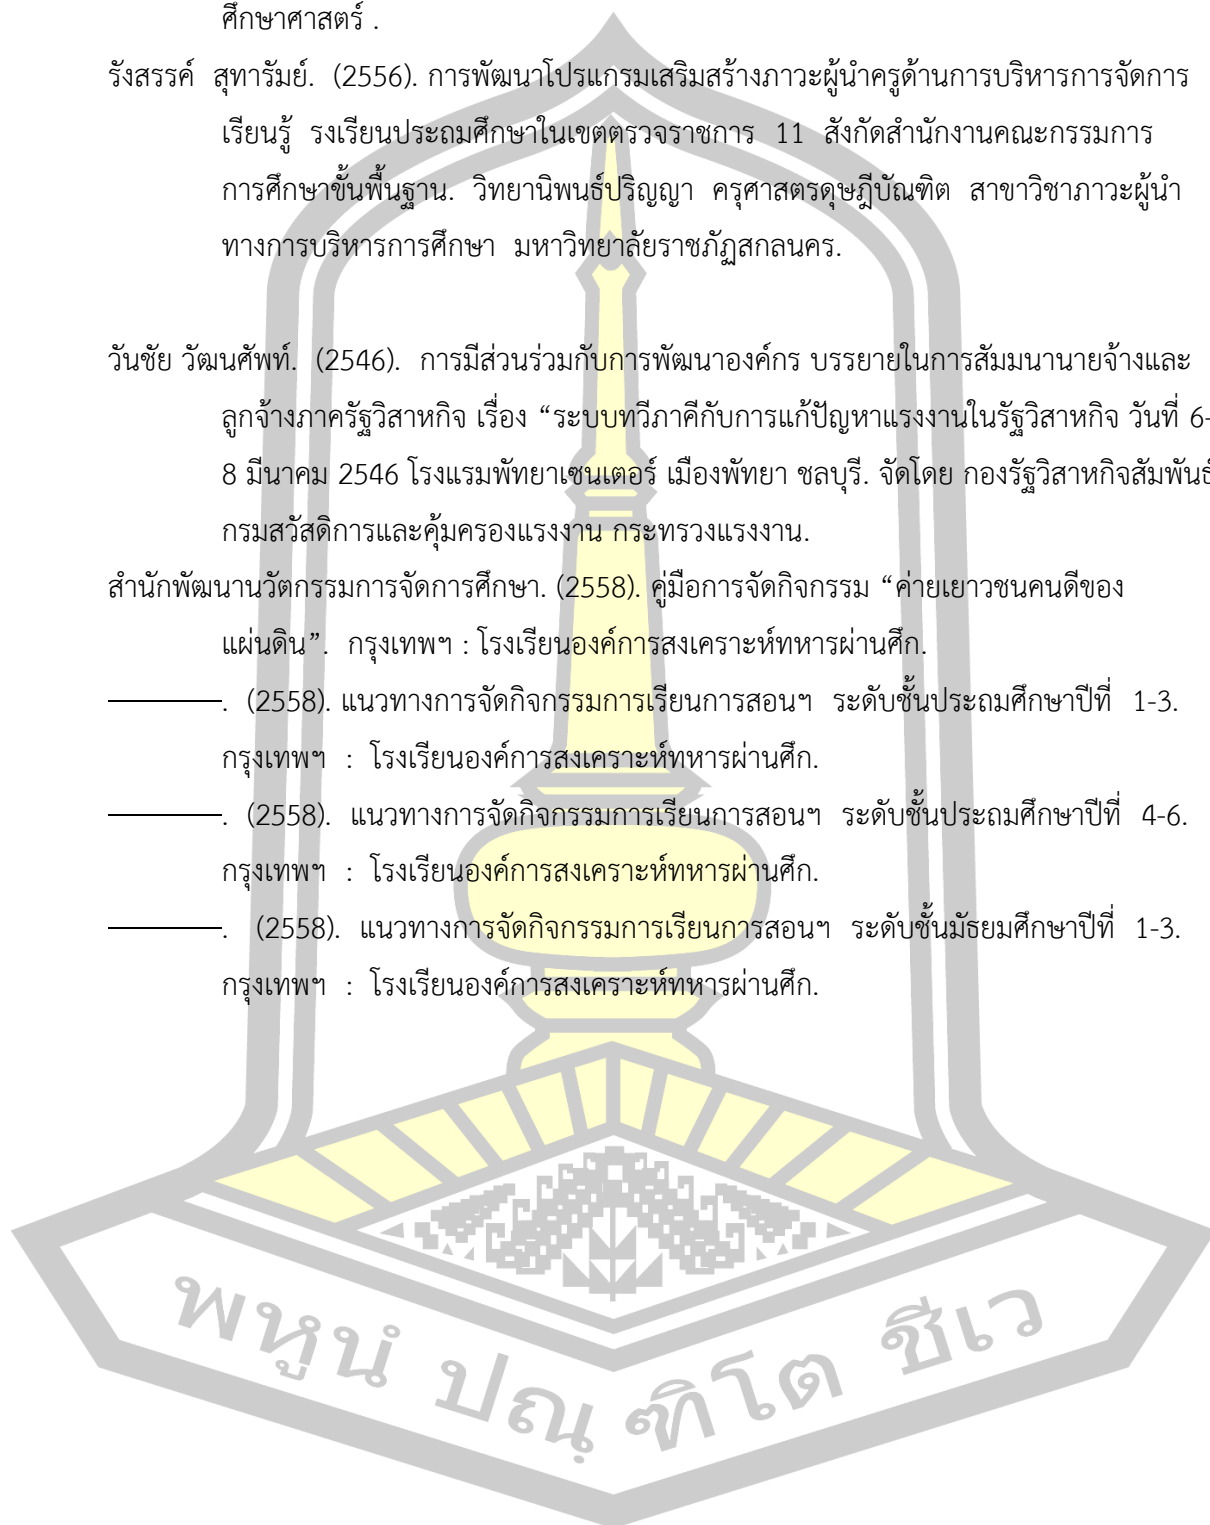 ศึกษาศาสตร์ .
รังสรรค์ สุทารัมย์. (2556). การพัฒนาโปรแกรมเสริมสร้างภาวะผู้นำครูด้านการบริหารการจัดการ
เรียนรู้ รงเรียนประถมศึกษาในเขตตรวจราชการ 11 สังกัดสำนักงานคณะกรรมการ
การศึกษาขั้นพื้นฐาน. วิทยานิพนธ์ปริญญา ครุศาสตรดุษฎีบัณฑิต สาขาวิชาภาวะผู้นำ
ทางการบริหารการศึกษา มหาวิทยาลัยราชภัฏสกลนคร.
วันชัย วัฒนศัพท์. (2546). การมีส่วนร่วมกับการพัฒนาองค์กร บรรยายในการสัมมนานายจ้างและ
ลูกจ้างภาครัฐวิสาหกิจ เรื่อง “ระบบทวีภาคีกับการแก้ปัญหาแรงงานในรัฐวิสาหกิจ วันที่ 6-
8 มีนาคม 2546 โรงแรมพัทยาเซนเตอร์ เมืองพัทยา ชลบุรี. จัดโดย กองรัฐวิสาหกิจสัมพันธ์
กรมสวัสดิการและคุ้มครองแรงงาน กระทรวงแรงงาน.
สำนักพัฒนานวัตกรรมการจัดการศึกษา. (2558). คู่มือการจัดกิจกรรม “ค่ายเยาวชนคนดีของ
แผ่นดิน”. กรุงเทพฯ : โรงเรียนองค์การสงเคราะห์ทหารผ่านศึก.
————. (2558). แนวทางการจัดกิจกรรมการเรียนการสอนฯ ระดับชั้นประถมศึกษาปีที่ 1-3.
กรุงเทพฯ : โรงเรียนองค์การสงเคราะห์ทหารผ่านศึก.
————. (2558). แนวทางการจัดกิจกรรมการเรียนการสอนฯ ระดับชั้นประถมศึกษาปีที่ 4-6.
กรุงเทพฯ : โรงเรียนองค์การสงเคราะห์ทหารผ่านศึก.
————. (2558). แนวทางการจัดกิจกรรมการเรียนการสอนฯ ระดับชั้นมัธยมศึกษาปีที่ 1-3.
กรุงเทพฯ : โรงเรียนองค์การสงเคราะห์ทหารผ่านศึก.
พหูนํ ปณฺ ฑิโต ชีเว